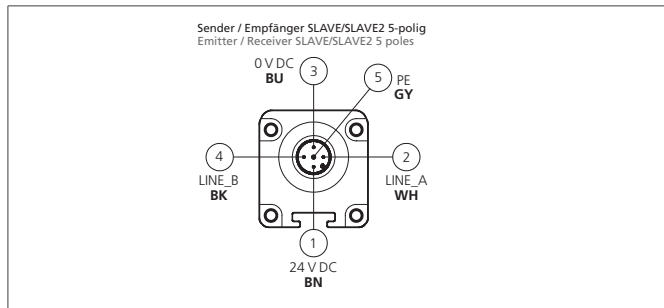 Sender / Empfänger SLAVE/SLAVE2 5-polig
Emitter / Receiver SLAVE/SLAVE2 5 poles
0 V DC
BU
3
5
PE
GY
4
LINE_B
BK
2
LINE_A
WH
1
24 V DC
BN